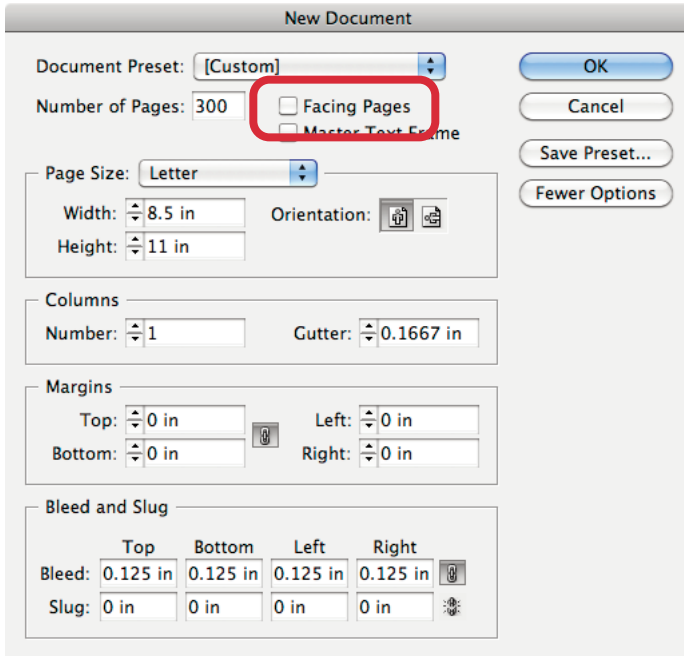 New Document
Document Preset: [Custom] OK
Number of Pages: 300 Facing Pages Cancel
Master Text Frame
Save Preset...
Page Size: Letter
Fewer Options
Width: 8.5 in Orientation:
Height: 11 in
Columns
Number: 1 Gutter: 0.1667 in
Margins
Top: 0 in Left: 0 in
Bottom: 0 in Right: 0 in
Bleed and Slug
Top Bottom Left Right
Bleed: 0.125 in 0.125 in 0.125 in 0.125 in
Slug: 0 in 0 in 0 in 0 in